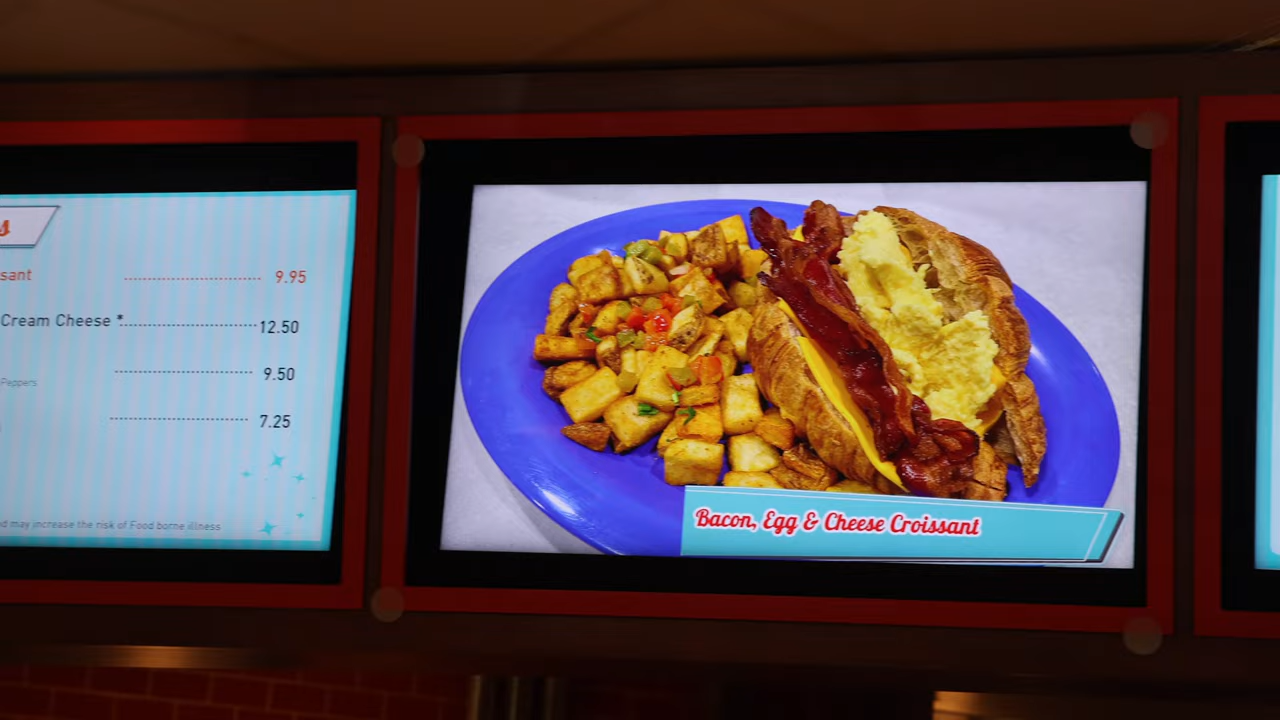 s
sant ........................ 9.95
Cream Cheese * ........................ 12.50
........................ 9.50
Peppers
........................ 7.25
d may increase the risk of Food borne illness
Bacon, Egg & Cheese Croissant